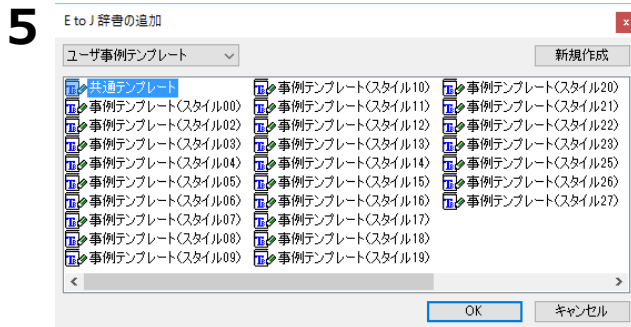 5
E to J 辞書の追加
x
ユーザ事例テンプレート
新規作成
共通テンプレート
事例テンプレート(スタイル00)
事例テンプレート(スタイル02)
事例テンプレート(スタイル03)
事例テンプレート(スタイル04)
事例テンプレート(スタイル05)
事例テンプレート(スタイル06)
事例テンプレート(スタイル07)
事例テンプレート(スタイル08)
事例テンプレート(スタイル09)
事例テンプレート(スタイル10)
事例テンプレート(スタイル11)
事例テンプレート(スタイル12)
事例テンプレート(スタイル13)
事例テンプレート(スタイル14)
事例テンプレート(スタイル15)
事例テンプレート(スタイル16)
事例テンプレート(スタイル17)
事例テンプレート(スタイル18)
事例テンプレート(スタイル19)
事例テンプレート(スタイル20)
事例テンプレート(スタイル21)
事例テンプレート(スタイル22)
事例テンプレート(スタイル23)
事例テンプレート(スタイル25)
事例テンプレート(スタイル26)
事例テンプレート(スタイル27)
OK
キャンセル